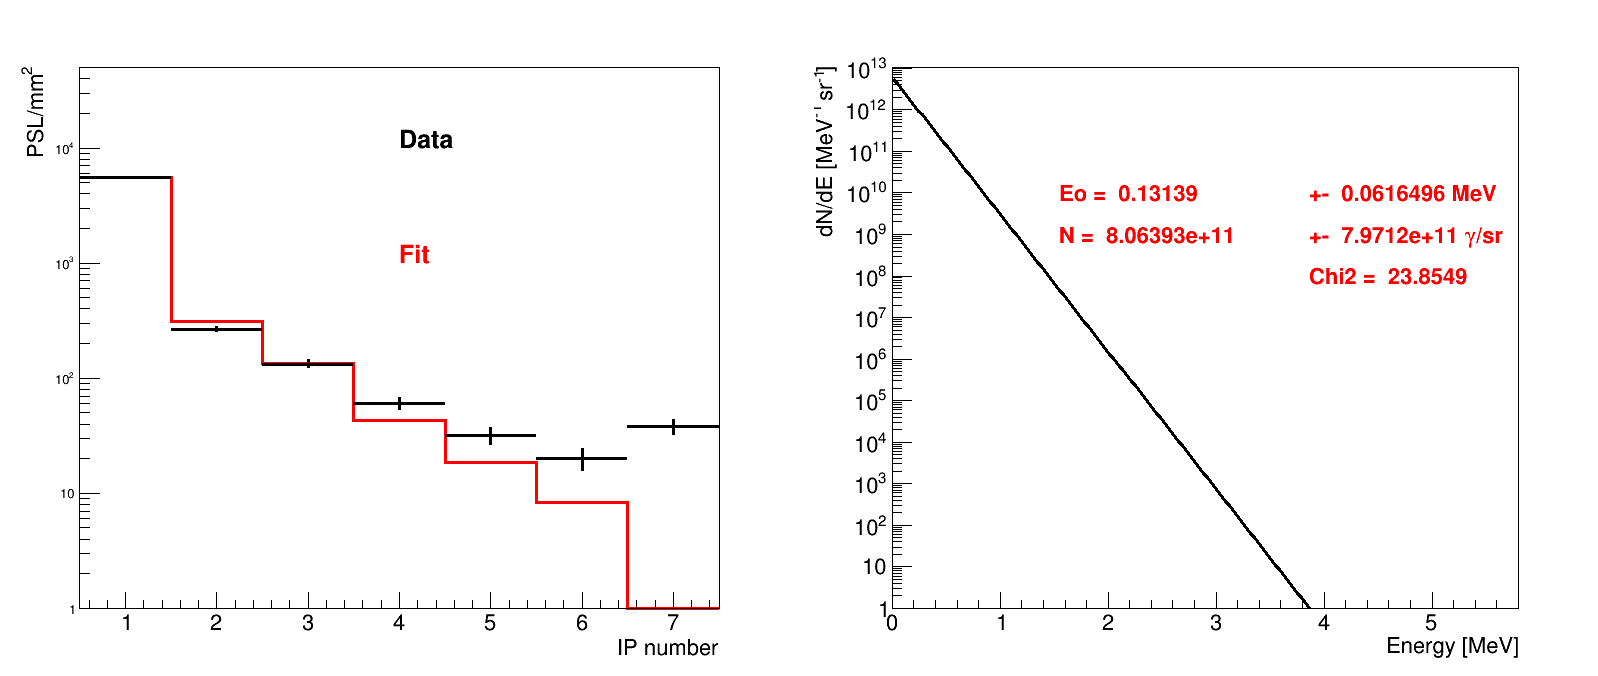 PSL/mm²
10⁴
10³
10²
10
1
Data
Fit
1 2 3 4 5 6 7
IP number
dN/dE [MeV⁻¹ sr⁻¹]
10¹³
10¹²
10¹¹
10¹⁰
10⁹
10⁸
10⁷
10⁶
10⁵
10⁴
10³
10²
10
1
Eo = 0.13139 +- 0.0616496 MeV
N = 8.06393e+11 +- 7.9712e+11 γ/sr
Chi2 = 23.8549
0 1 2 3 4 5
Energy [MeV]